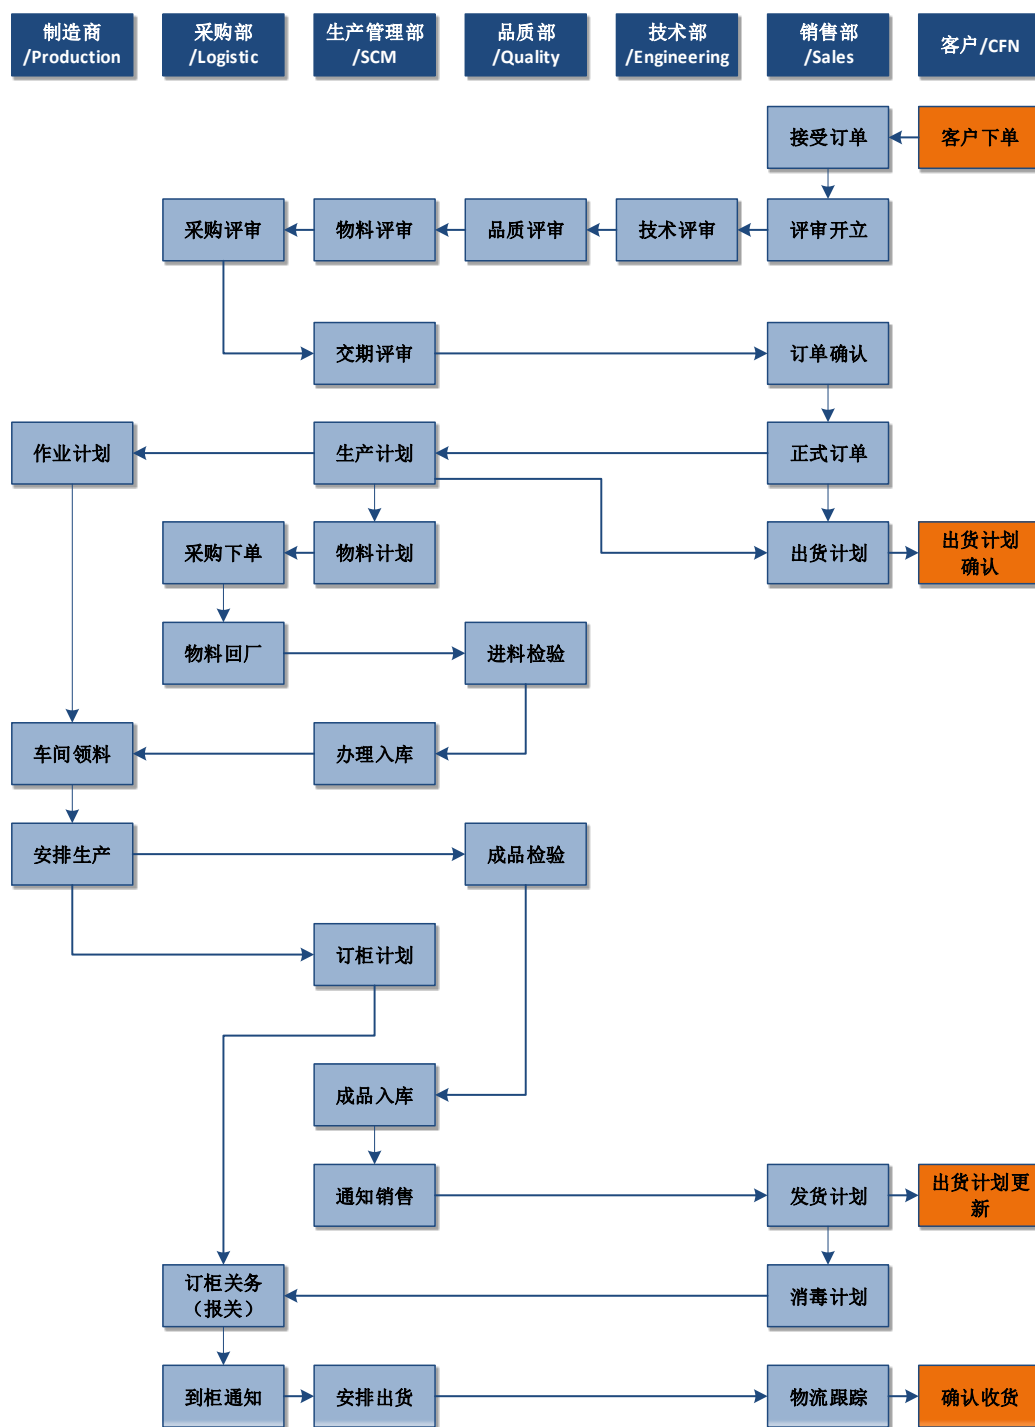 制造商
/Production
采购部
/Logistic
生产管理部
/SCM
品质部
/Quality
技术部
/Engineering
销售部
/Sales
客户/CFN
接受订单
客户下单
采购评审
物料评审
品质评审
技术评审
评审开立
交期评审
订单确认
作业计划
生产计划
正式订单
采购下单
物料计划
出货计划
出货计划
确认
物料回厂
进料检验
车间领料
办理入库
安排生产
成品检验
订柜计划
成品入库
通知销售
发货计划
出货计划更
新
订柜关务
（报关）
消毒计划
到柜通知
安排出货
物流跟踪
确认收货